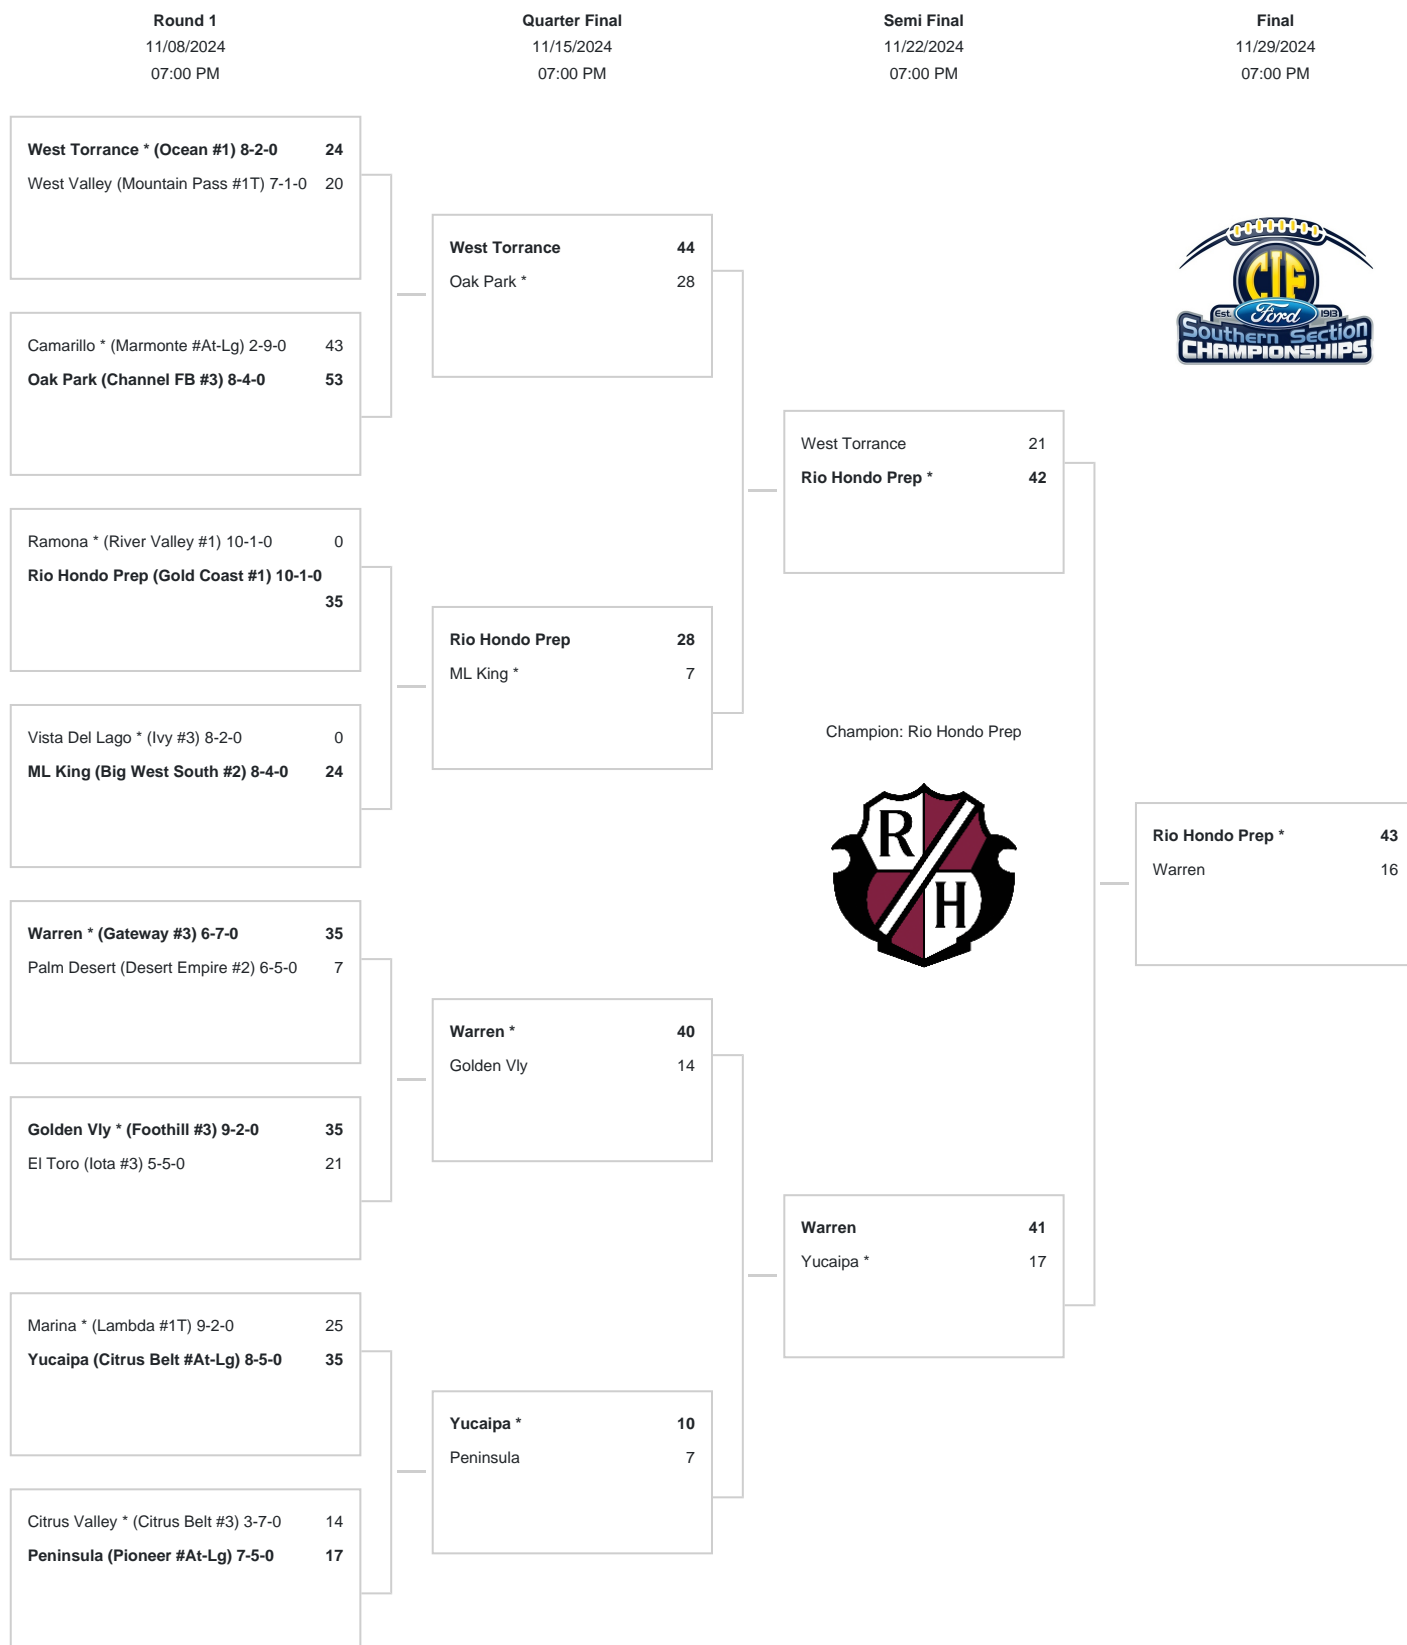 Round 1
11/08/2024
07:00 PM
Quarter Final
11/15/2024
07:00 PM
Semi Final
11/22/2024
07:00 PM
Final
11/29/2024
07:00 PM
West Torrance * (Ocean #1) 8-2-0 24
West Valley (Mountain Pass #1T) 7-1-0 20
Camarillo * (Marmonte #At-Lg) 2-9-0 43
Oak Park (Channel FB #3) 8-4-0 53
Ramona * (River Valley #1) 10-1-0 0
Rio Hondo Prep (Gold Coast #1) 10-1-0
35
Vista Del Lago * (Ivy #3) 8-2-0 0
ML King (Big West South #2) 8-4-0 24
Warren * (Gateway #3) 6-7-0 35
Palm Desert (Desert Empire #2) 6-5-0 7
Golden Vly * (Foothill #3) 9-2-0 35
El Toro (Iota #3) 5-5-0 21
Marina * (Lambda #1T) 9-2-0 25
Yucaipa (Citrus Belt #At-Lg) 8-5-0 35
Citrus Valley * (Citrus Belt #3) 3-7-0 14
Peninsula (Pioneer #At-Lg) 7-5-0 17
West Torrance 44
Oak Park * 28
Rio Hondo Prep 28
ML King * 7
Warren * 40
Golden Vly 14
Yucaipa * 10
Peninsula 7
West Torrance 21
Rio Hondo Prep * 42
Champion: Rio Hondo Prep
R
H
Warren 41
Yucaipa * 17
CIF
Est. Ford 1913
Southern Section
CHAMPIONSHIPS
Rio Hondo Prep * 43
Warren 16